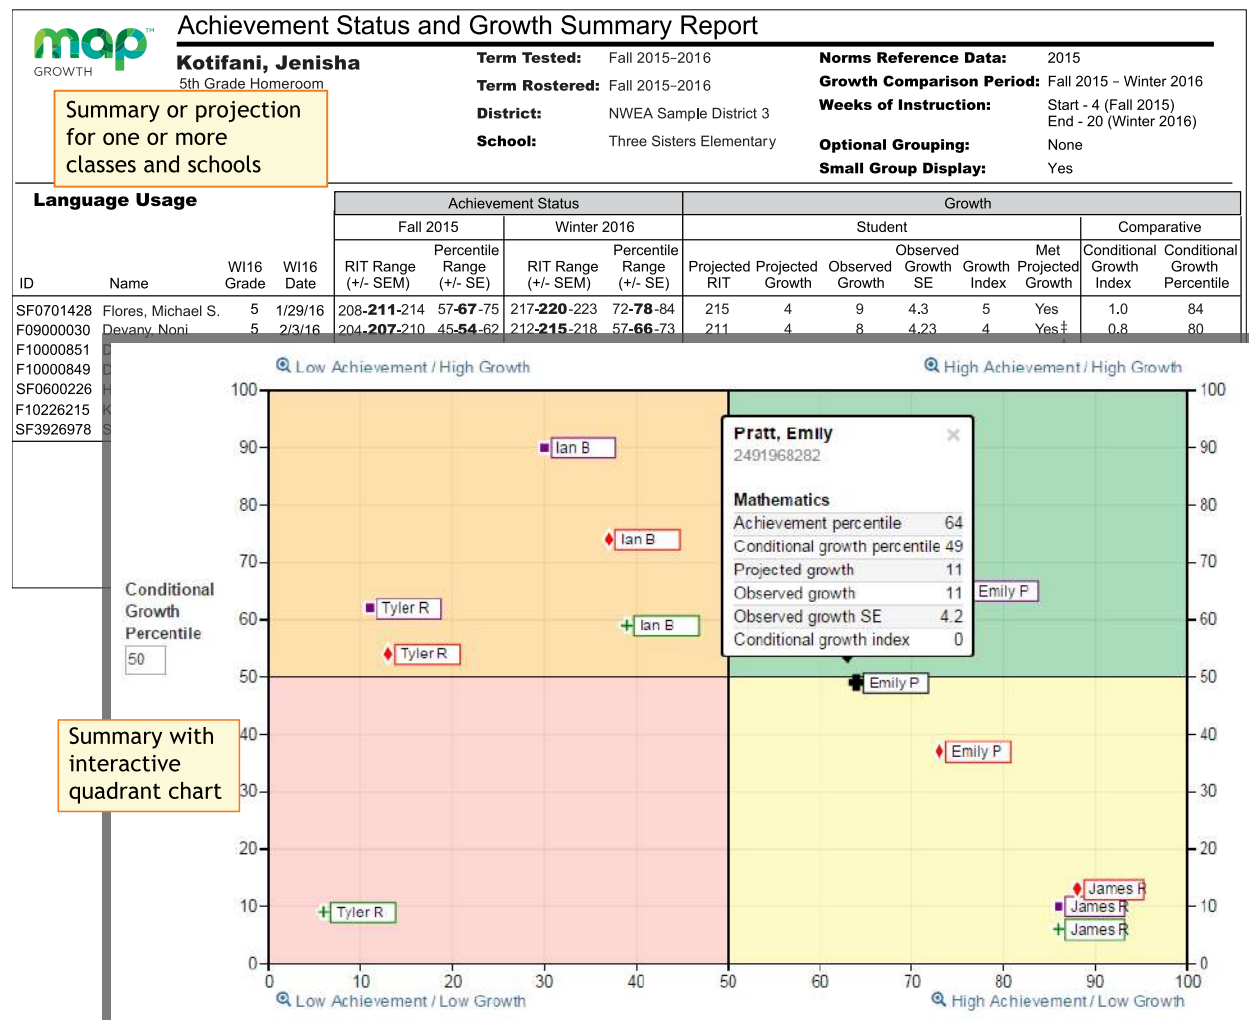 map™
GROWTH
Achievement Status and Growth Summary Report
Kotifani, Jenisha
5th Grade Homeroom
Term Tested: Fall 2015-2016
Term Rostered: Fall 2015-2016
District: NWEA Sample District 3
School: Three Sisters Elementary
Norms Reference Data: 2015
Growth Comparison Period: Fall 2015 – Winter 2016
Weeks of Instruction: Start - 4 (Fall 2015)
End - 20 (Winter 2016)
Optional Grouping: None
Small Group Display: Yes
Summary or projection
for one or more
classes and schools
Language Usage
Achievement Status Growth
Fall 2015 Winter 2016 Student Comparative
ID Name WI16 Grade WI16 Date RIT Range (+/- SEM) Percentile Range (+/- SE) RIT Range (+/- SEM) Percentile Range (+/- SE) Projected RIT Projected Growth Observed Growth Observed Growth SE Growth Index Met Projected Growth Conditional Growth Index Conditional Growth Percentile
SF0701428 Flores, Michael S. 5 1/29/16 208-211-214 57-67-75 217-220-223 72-78-84 215 4 9 4.3 5 Yes 1.0 84
F09000030 Devany, Noni 5 2/3/16 204-207-210 45-54-62 212-215-218 57-66-73 211 4 8 4.23 4 Yes‡ 0.8 80
F10000851
F10000849
SF0600226
F10226215
SF3926978
Low Achievement / High Growth
High Achievement / High Growth
100 100
90 90
80 80
70 70
60 60
50 50
40 40
30 30
20 20
10 10
0 0
Conditional
Growth
Percentile
50
Ian B
Ian B
Ian B
Tyler R
Tyler R
Tyler R
Pratt, Emily ×
2491968282
Mathematics
Achievement percentile 64
Conditional growth percentile 49
Projected growth 11
Observed growth 11
Observed growth SE 4.2
Conditional growth index 0
Emily P
Emily P
Emily P
James R
James R
James R
Summary with
interactive
quadrant chart
0 10 20 30 40 50 60 70 80 90 100
Low Achievement / Low Growth
High Achievement / Low Growth